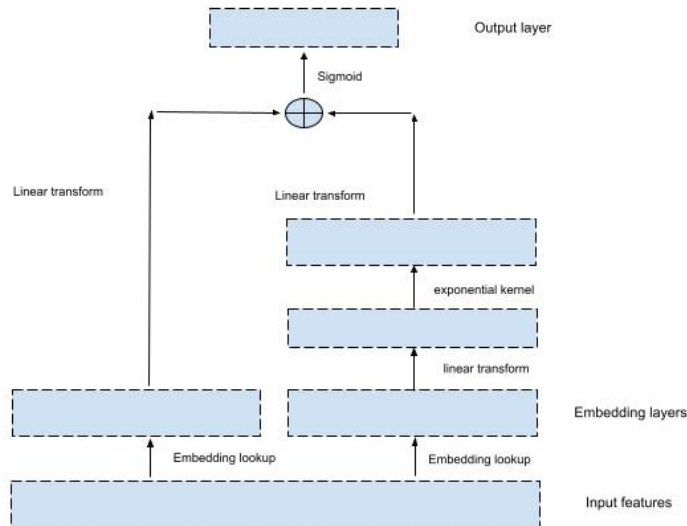 Output layer
Sigmoid
Linear transform
Linear transform
exponential kernel
linear transform
Embedding layers
Embedding lookup
Embedding lookup
Input features